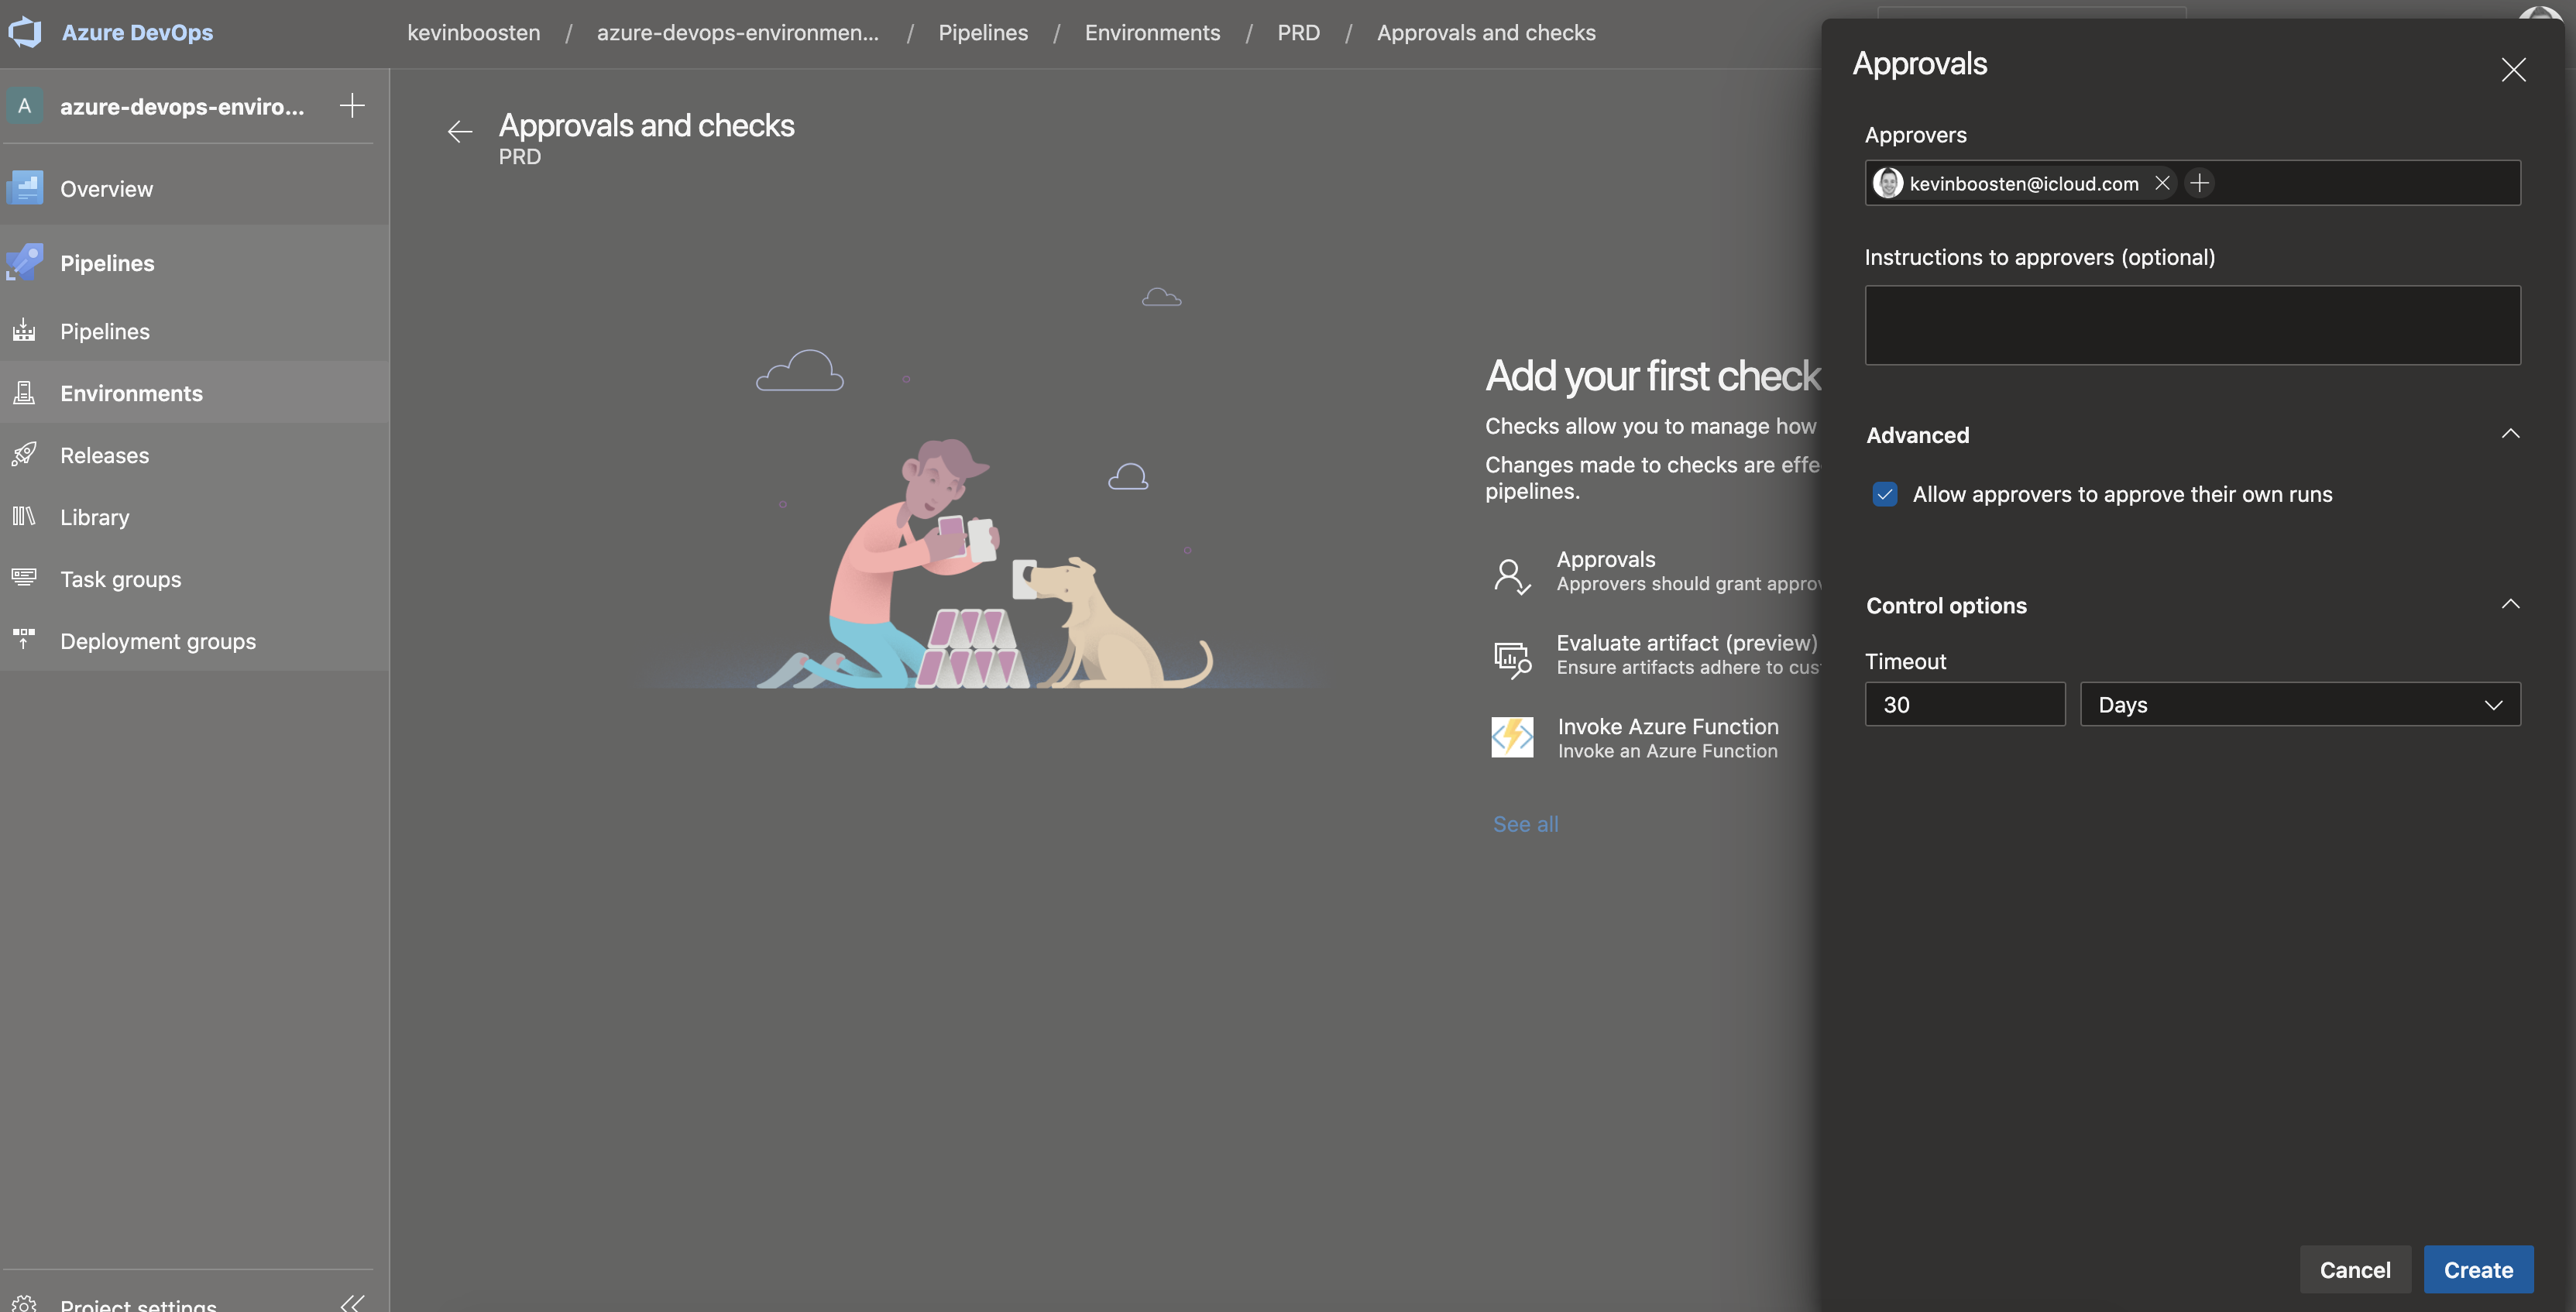 Azure DevOps
kevinboosten / azure-devops-environmen... / Pipelines / Environments / PRD / Approvals and checks
A azure-devops-enviro...
Overview
Pipelines
Pipelines
Environments
Releases
Library
Task groups
Deployment groups
Project settings
Approvals and checks
PRD
Add your first check
Checks allow you to manage how
Changes made to checks are effe
pipelines.
Approvals
Approvers should grant approv
Evaluate artifact (preview)
Ensure artifacts adhere to cus
Invoke Azure Function
Invoke an Azure Function
See all
Approvals
Approvers
kevinboosten@icloud.com
Instructions to approvers (optional)
Advanced
Allow approvers to approve their own runs
Control options
Timeout
30 Days
Cancel Create